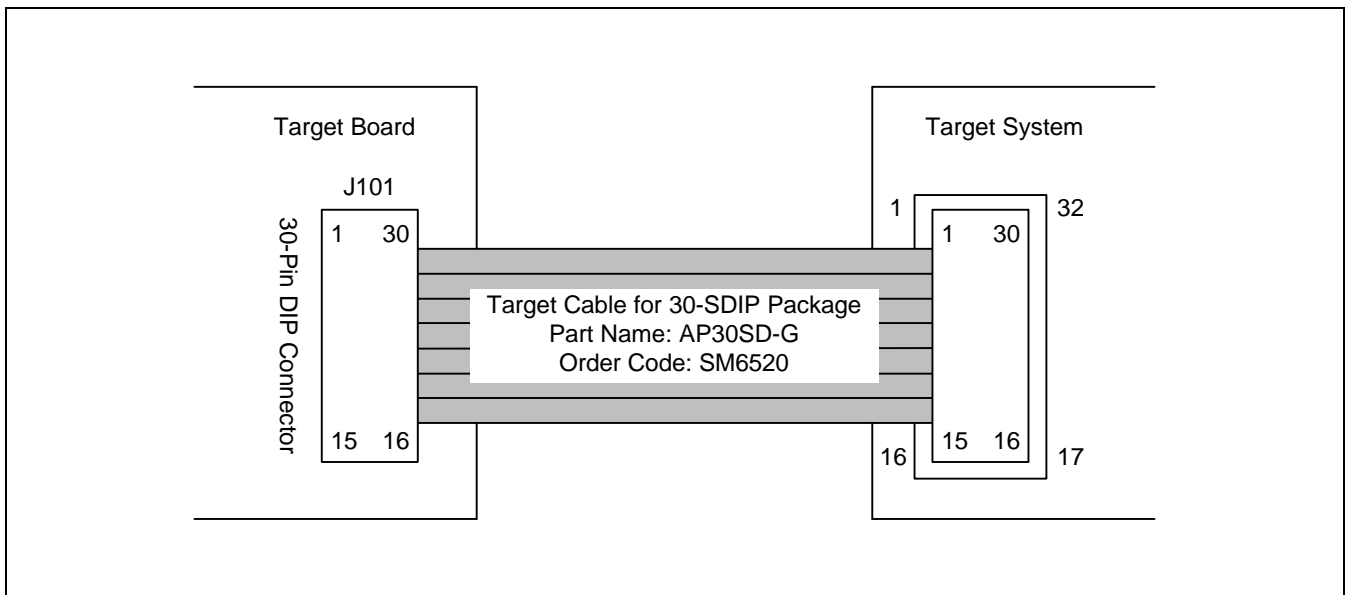 Target Board
Target System
J101
30-Pin DIP Connector
1 30
15 16
Target Cable for 30-SDIP Package
Part Name: AP30SD-G
Order Code: SM6520
1 32
1 30
15 16
16 17